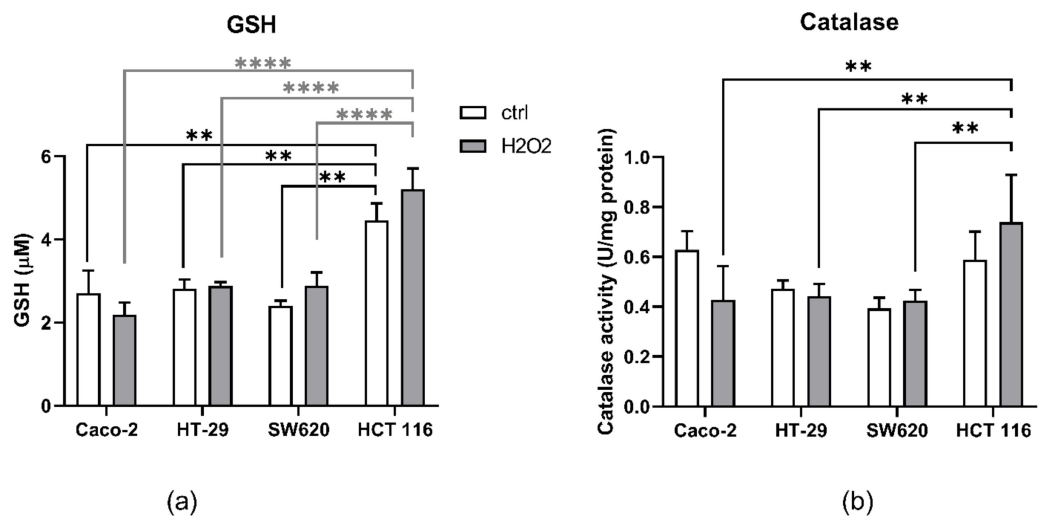 GSH
****
****
****
**
**
**
ctrl
H2O2
GSH (μM)
6
4
2
0
Caco-2 HT-29 SW620 HCT 116
(a)
Catalase
**
**
**
Catalase activity (U/mg protein)
1.0
0.8
0.6
0.4
0.2
0.0
Caco-2 HT-29 SW620 HCT 116
(b)